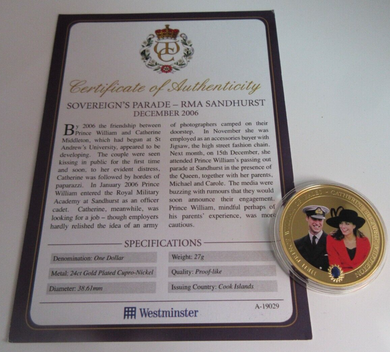 Certificate of Authenticity
SOVEREIGN'S PARADE – RMA SANDHURST
DECEMBER 2006
By 2006 the friendship between
Prince William and Catherine
Middleton, which had begun at St
Andrew's University, appeared to be
developing. The couple were seen
kissing in public for the first time
and soon, to her evident distress,
Catherine was followed by hordes of
paparazzi. In January 2006 Prince
William entered the Royal Military
Academy at Sandhurst as an officer
cadet. Catherine, meanwhile, was
looking for a job – though employers
hardly relished the idea of an army
of photographers camped on their
doorstep. In November she was
employed as an accessories buyer with
Jigsaw, the high street fashion chain.
Next month, on 15th December, she
attended Prince William's passing out
parade at Sandhurst in the presence of
the Queen, together with her parents,
Michael and Carole. The media were
buzzing with rumours that they would
soon announce their engagement.
Prince William, mindful perhaps of
his parents' experience, was more
cautious.
SPECIFICATIONS
Denomination: One Dollar
Weight: 27g
Metal: 24ct Gold Plated Cupro-Nickel
Quality: Proof-like
Diameter: 38.61mm
Issuing Country: Cook Islands
Westminster
A-19029